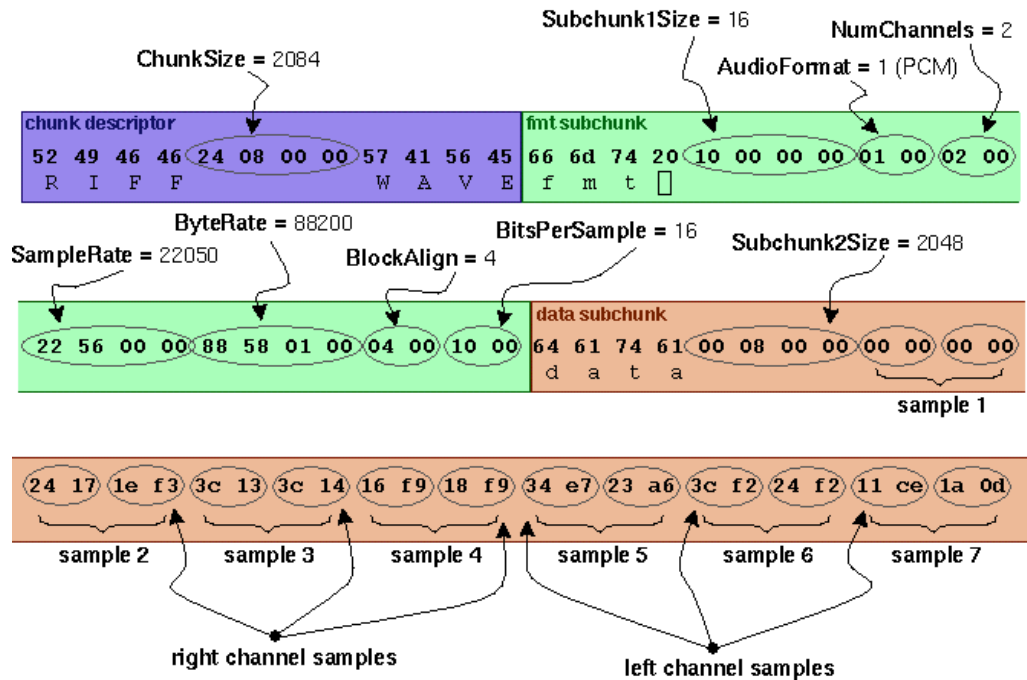 Subchunk1Size = 16
NumChannels = 2
ChunkSize = 2084
AudioFormat = 1 (PCM)
chunk descriptor
fmt subchunk
52 49 46 46 24 08 00 00 57 41 56 45 66 6d 74 20 10 00 00 00 01 00 02 00
R I F F W A V E f m t
ByteRate = 88200
BitsPerSample = 16
SampleRate = 22050
BlockAlign = 4
Subchunk2Size = 2048
data subchunk
22 56 00 00 88 58 01 00 04 00 10 00 64 61 74 61 00 08 00 00 00 00 00 00
d a t a
sample 1
24 17 1e f3 3c 13 3c 14 16 f9 18 f9 34 e7 23 a6 3c f2 24 f2 11 ce 1a 0d
sample 2 sample 3 sample 4 sample 5 sample 6 sample 7
right channel samples
left channel samples